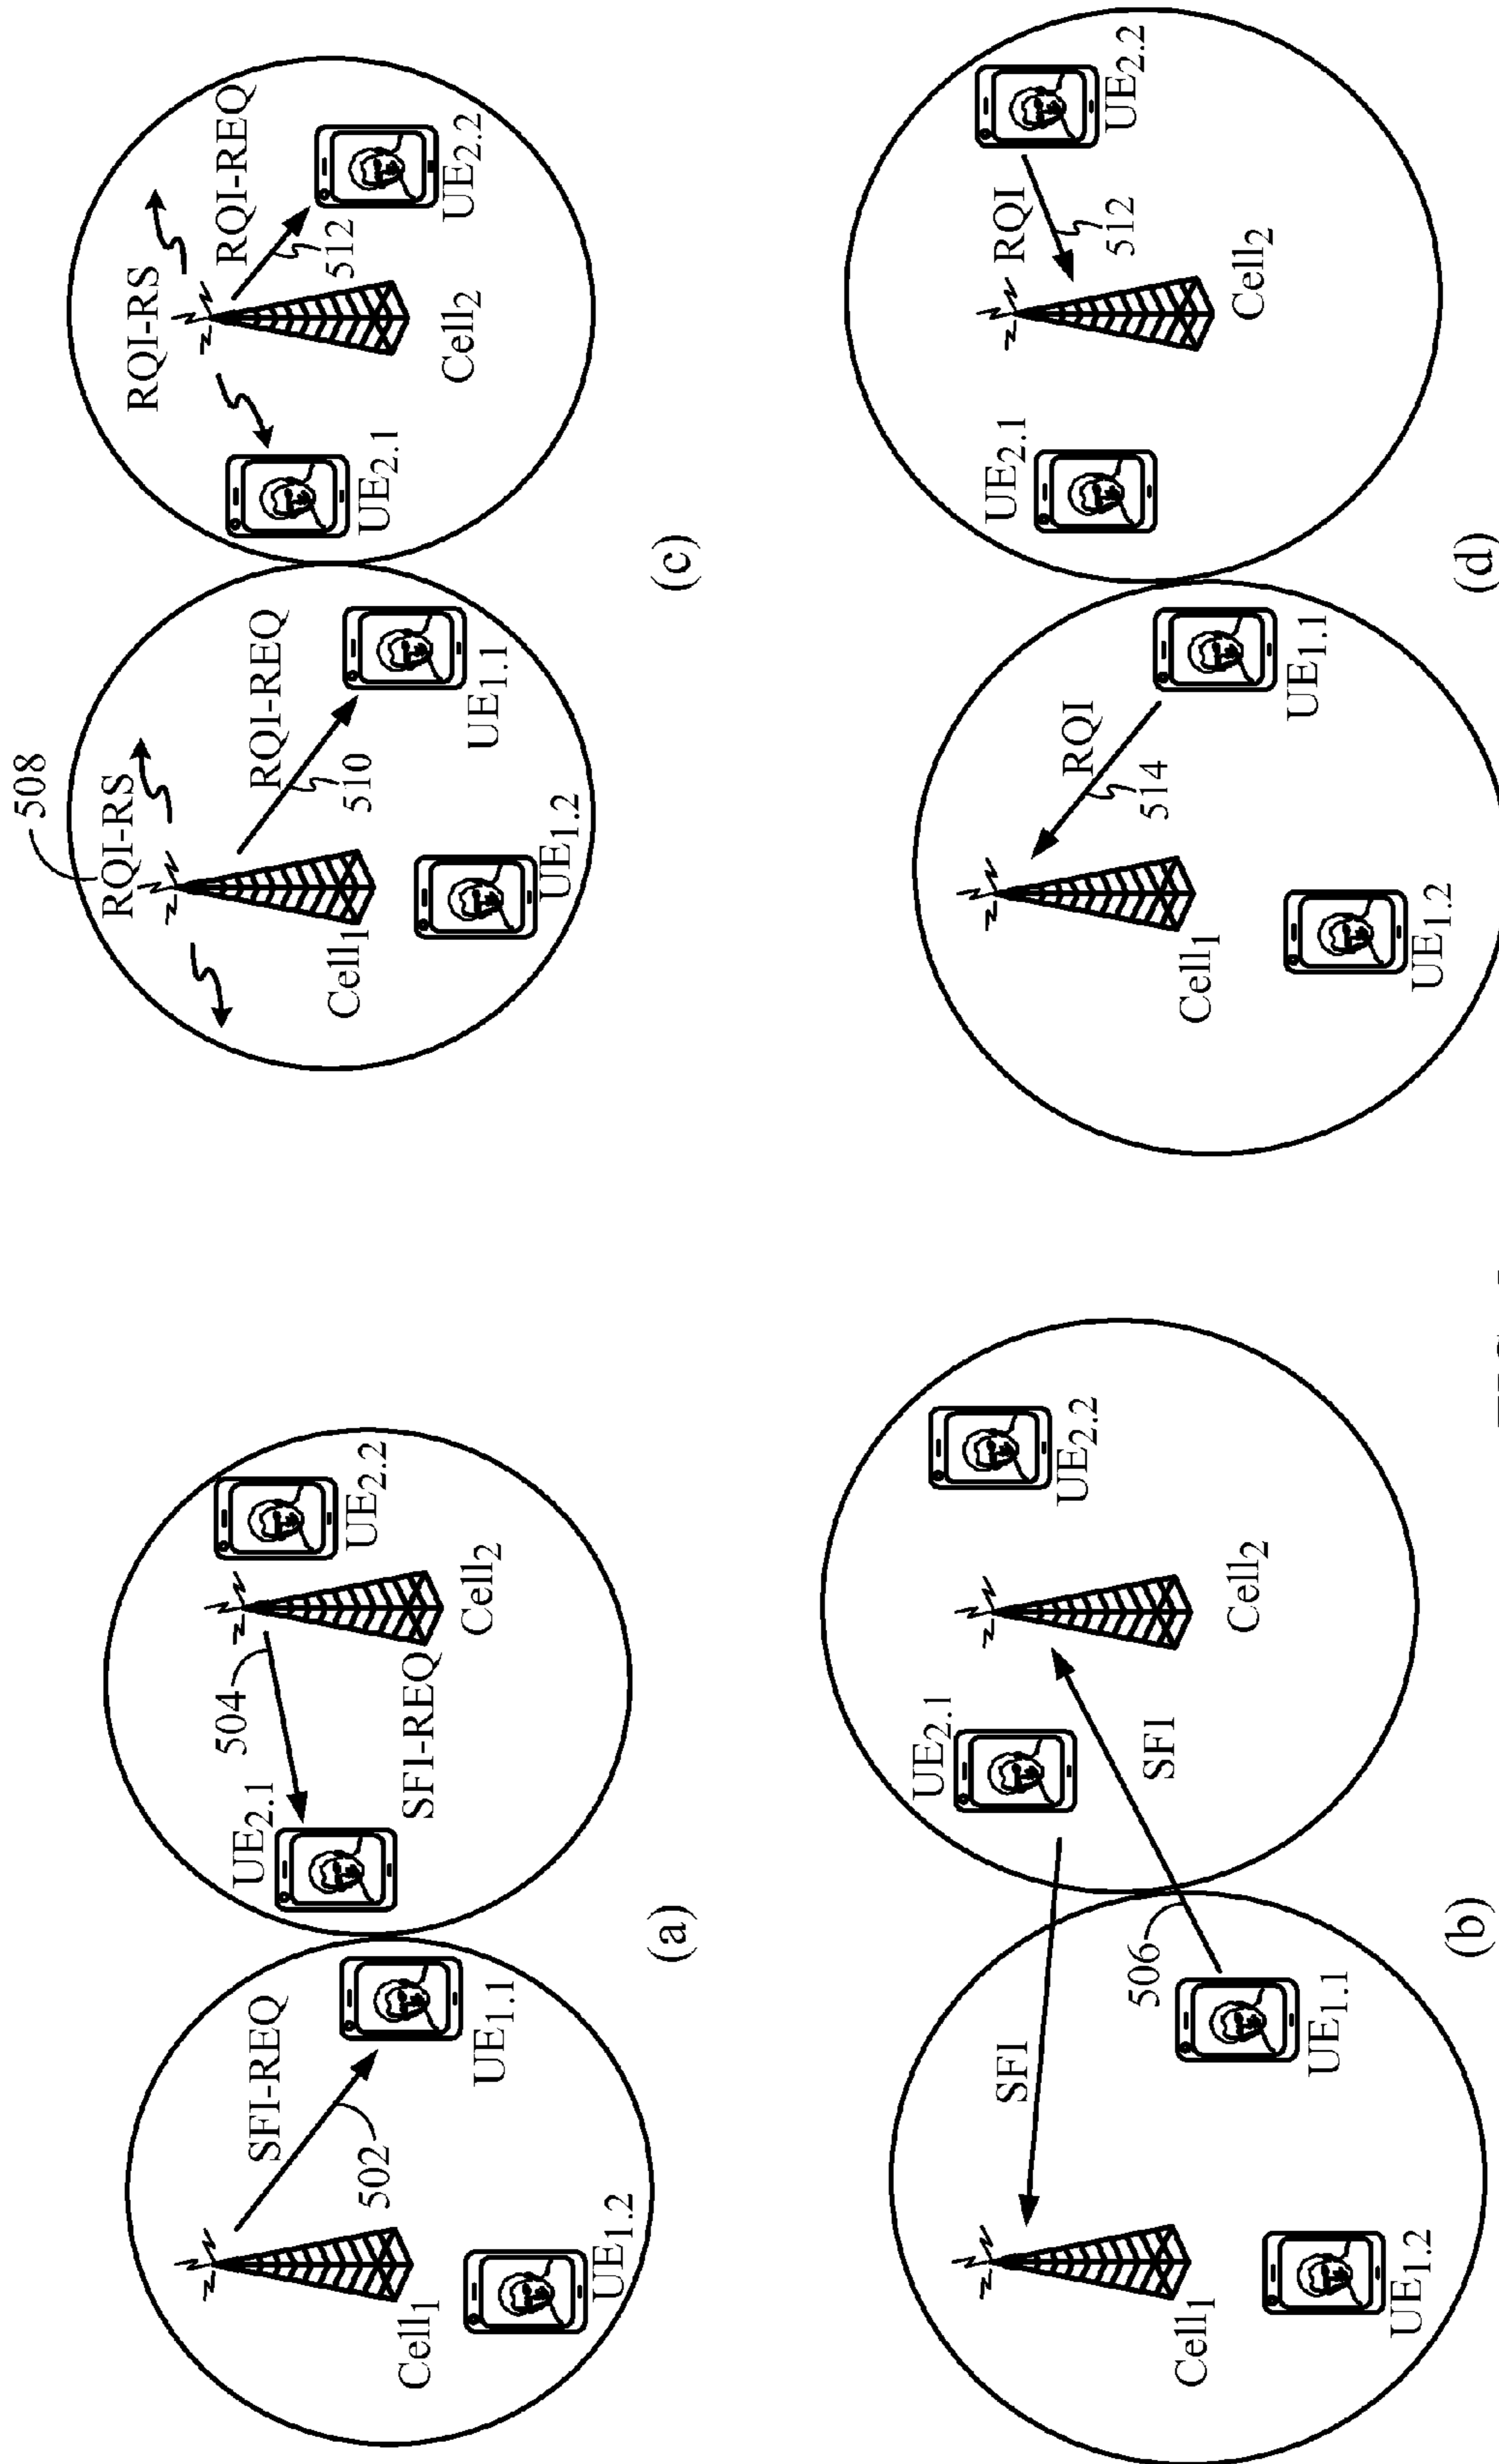 SFI-REQ
502
Cell1
UE1.2
UE1.1
UE2.1
504
SFI-REQ
UE2.2
Cell2
(a)
SFI
Cell1
UE1.2
506
UE1.1
UE2.1
SFI
UE2.2
Cell2
(b)
508
RQI-RS
RQI-REQ
510
Cell1
UE1.2
UE1.1
RQI-RS
RQI-REQ
512
UE2.1
UE2.2
Cell2
(c)
RQI
514
Cell1
UE1.2
UE1.1
UE2.1
RQI
512
UE2.2
Cell2
(d)